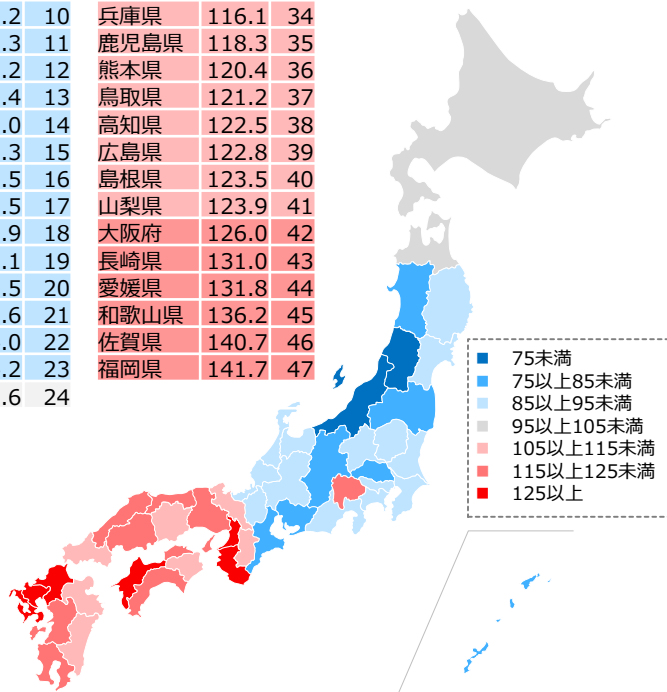 .2 10 兵庫県 116.1 34
.3 11 鹿児島県 118.3 35
.2 12 熊本県 120.4 36
.4 13 鳥取県 121.2 37
.0 14 高知県 122.5 38
.3 15 広島県 122.8 39
.5 16 島根県 123.5 40
.5 17 山梨県 123.9 41
.9 18 大阪府 126.0 42
.1 19 長崎県 131.0 43
.5 20 愛媛県 131.8 44
.6 21 和歌山県 136.2 45
.0 22 佐賀県 140.7 46
.2 23 福岡県 141.7 47
.6 24
75未満
75以上85未満
85以上95未満
95以上105未満
105以上115未満
115以上125未満
125以上